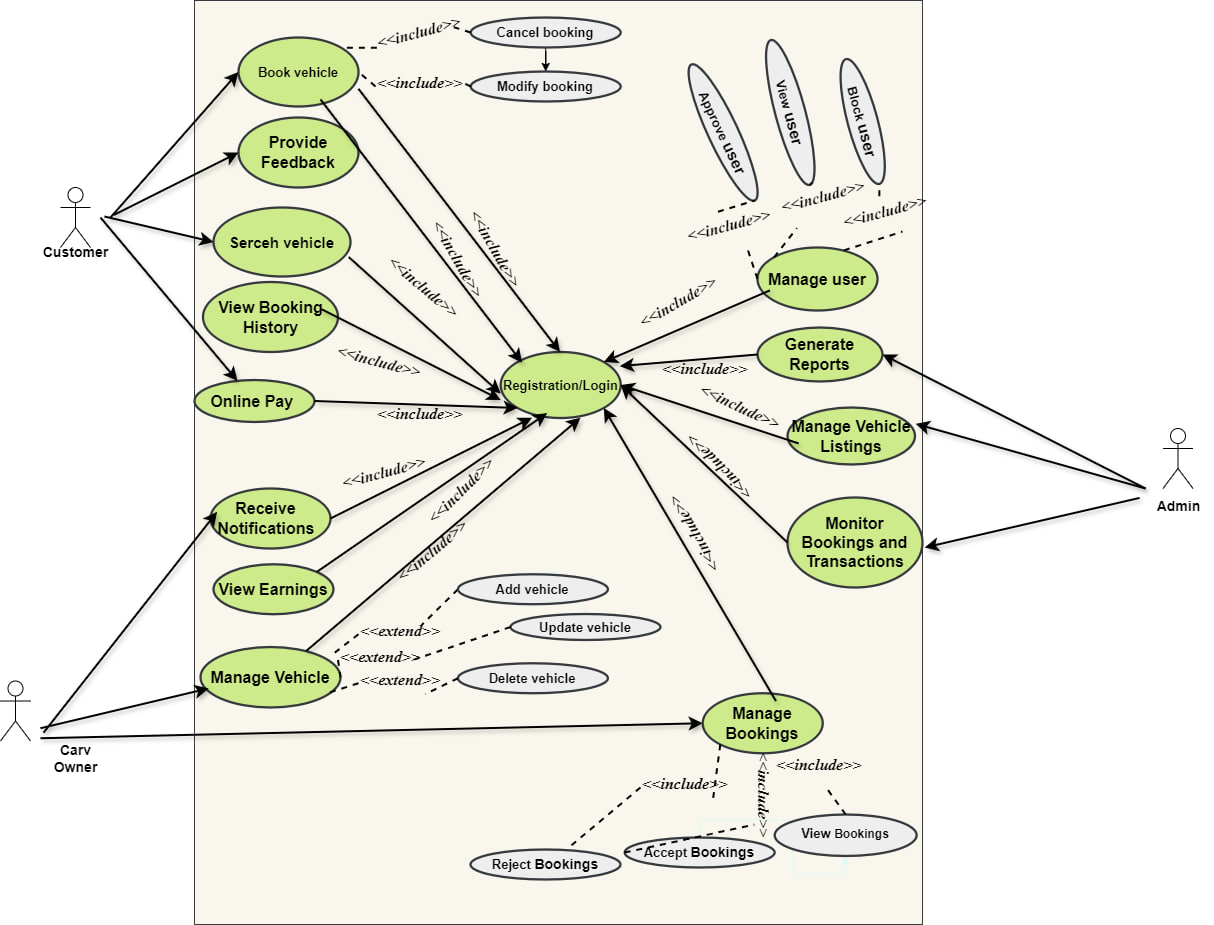 <<include>>
Cancel booking
Book vehicle
<<include>>
Modify booking
Approve user
View user
Block user
Provide
Feedback
Customer
Serceh vehicle
<<include>>
<<include>>
<<include>>
<<include>>
<<include>>
<<include>>
Manage user
<<include>>
View Booking
History
<<include>>
Generate
Reports
<<include>>
Registration/Login
Online Pay
<<include>>
<<include>>
Manage Vehicle
Listings
<<include>>
<<include>>
<<include>>
<<include>>
Receive
Notifications
Monitor
Bookings and
Transactions
Admin
<<include>>
<<include>>
View Earnings
Add vehicle
<<extend>>
Update vehicle
<<extend>>
Manage Vehicle
<<extend>>
Delete vehicle
Manage
Bookings
Carv
Owner
<<include>>
<<include>>
<<include>>
View Bookings
Reject Bookings
Accept Bookings